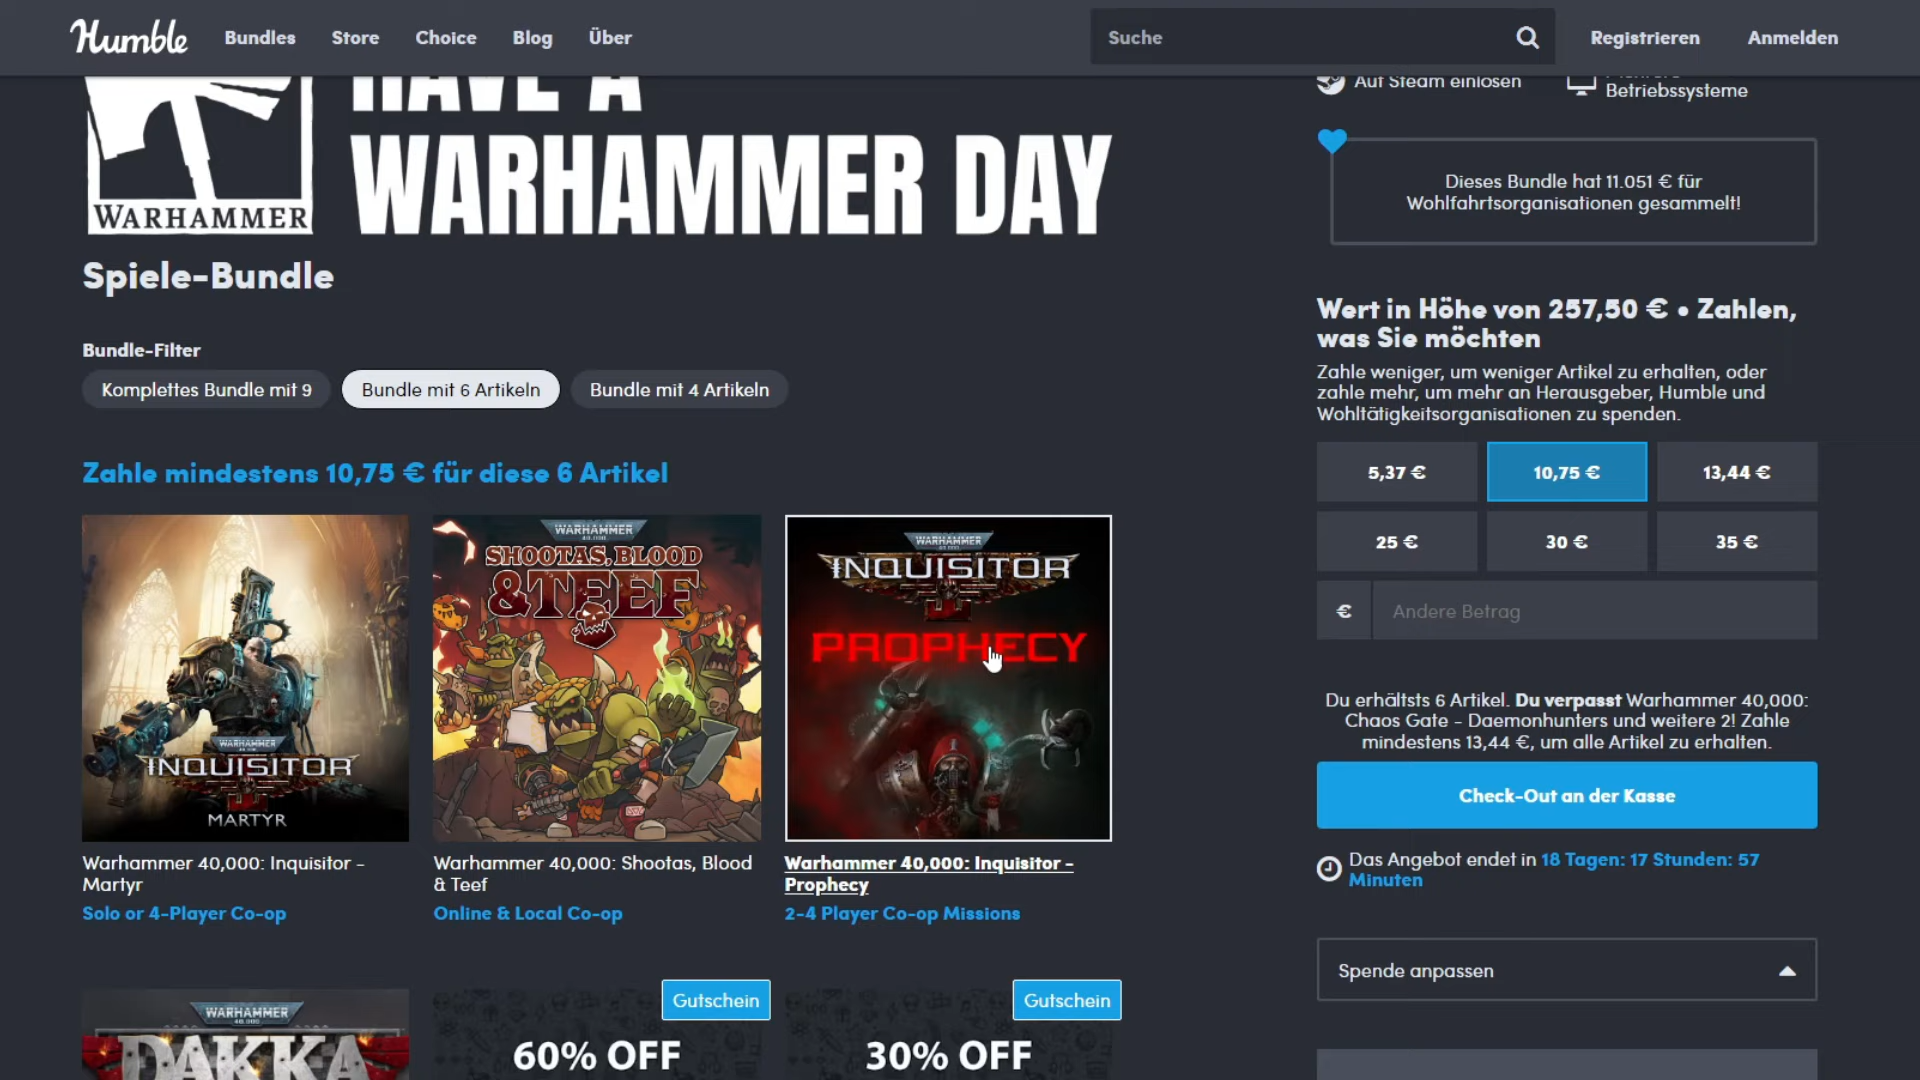 Humble
Bundles
Store
Choice
Blog
Über
Suche
Registrieren
Anmelden
HAVE A
WARHAMMER DAY
WARHAMMER
Spiele-Bundle
Bundle-Filter
Komplettes Bundle mit 9
Bundle mit 6 Artikeln
Bundle mit 4 Artikeln
Zahle mindestens 10,75 € für diese 6 Artikel
WARHAMMER
INQUISITOR
MARTYR
Warhammer 40,000: Inquisitor -
Martyr
Solo or 4-Player Co-op
WARHAMMER
40,000
SHOOTAS, BLOOD
& TEEF
Warhammer 40,000: Shootas, Blood
& Teef
Online & Local Co-op
WARHAMMER
40,000
INQUISITOR
PROPHECY
Warhammer 40,000: Inquisitor -
Prophecy
2-4 Player Co-op Missions
WARHAMMER
40,000
DAKKA
Gutschein
60% OFF
Gutschein
30% OFF
Auf Steam einlösen
Betriebssysteme
Dieses Bundle hat 11.051 € für
Wohlfahrtsorganisationen gesammelt!
Wert in Höhe von 257,50 € • Zahlen,
was Sie möchten
Zahle weniger, um weniger Artikel zu erhalten, oder
zahle mehr, um mehr an Herausgeber, Humble und
Wohltätigkeitsorganisationen zu spenden.
5,37 €
10,75 €
13,44 €
25 €
30 €
35 €
€
Andere Betrag
Du erhältsts 6 Artikel. Du verpasst Warhammer 40,000:
Chaos Gate - Daemonhunters und weitere 2! Zahle
mindestens 13,44 €, um alle Artikel zu erhalten.
Check-Out an der Kasse
Das Angebot endet in 18 Tagen: 17 Stunden: 57
Minuten
Spende anpassen